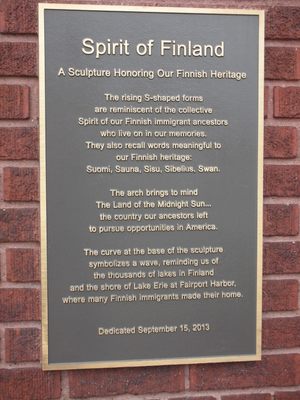 Spirit of Finland
A Sculpture Honoring Our Finnish Heritage
The rising S-shaped forms
are reminiscent of the collective
Spirit of our Finnish immigrant ancestors
who live on in our memories.
They also recall words meaningful to
our Finnish heritage:
Suomi, Sauna, Sisu, Sibelius, Swan.
The arch brings to mind
The Land of the Midnight Sun...
the country our ancestors left
to pursue opportunities in America.
The curve at the base of the sculpture
symbolizes a wave, reminding us of
the thousands of lakes in Finland
and the shore of Lake Erie at Fairport Harbor,
where many Finnish immigrants made their home.
Dedicated September 15, 2013